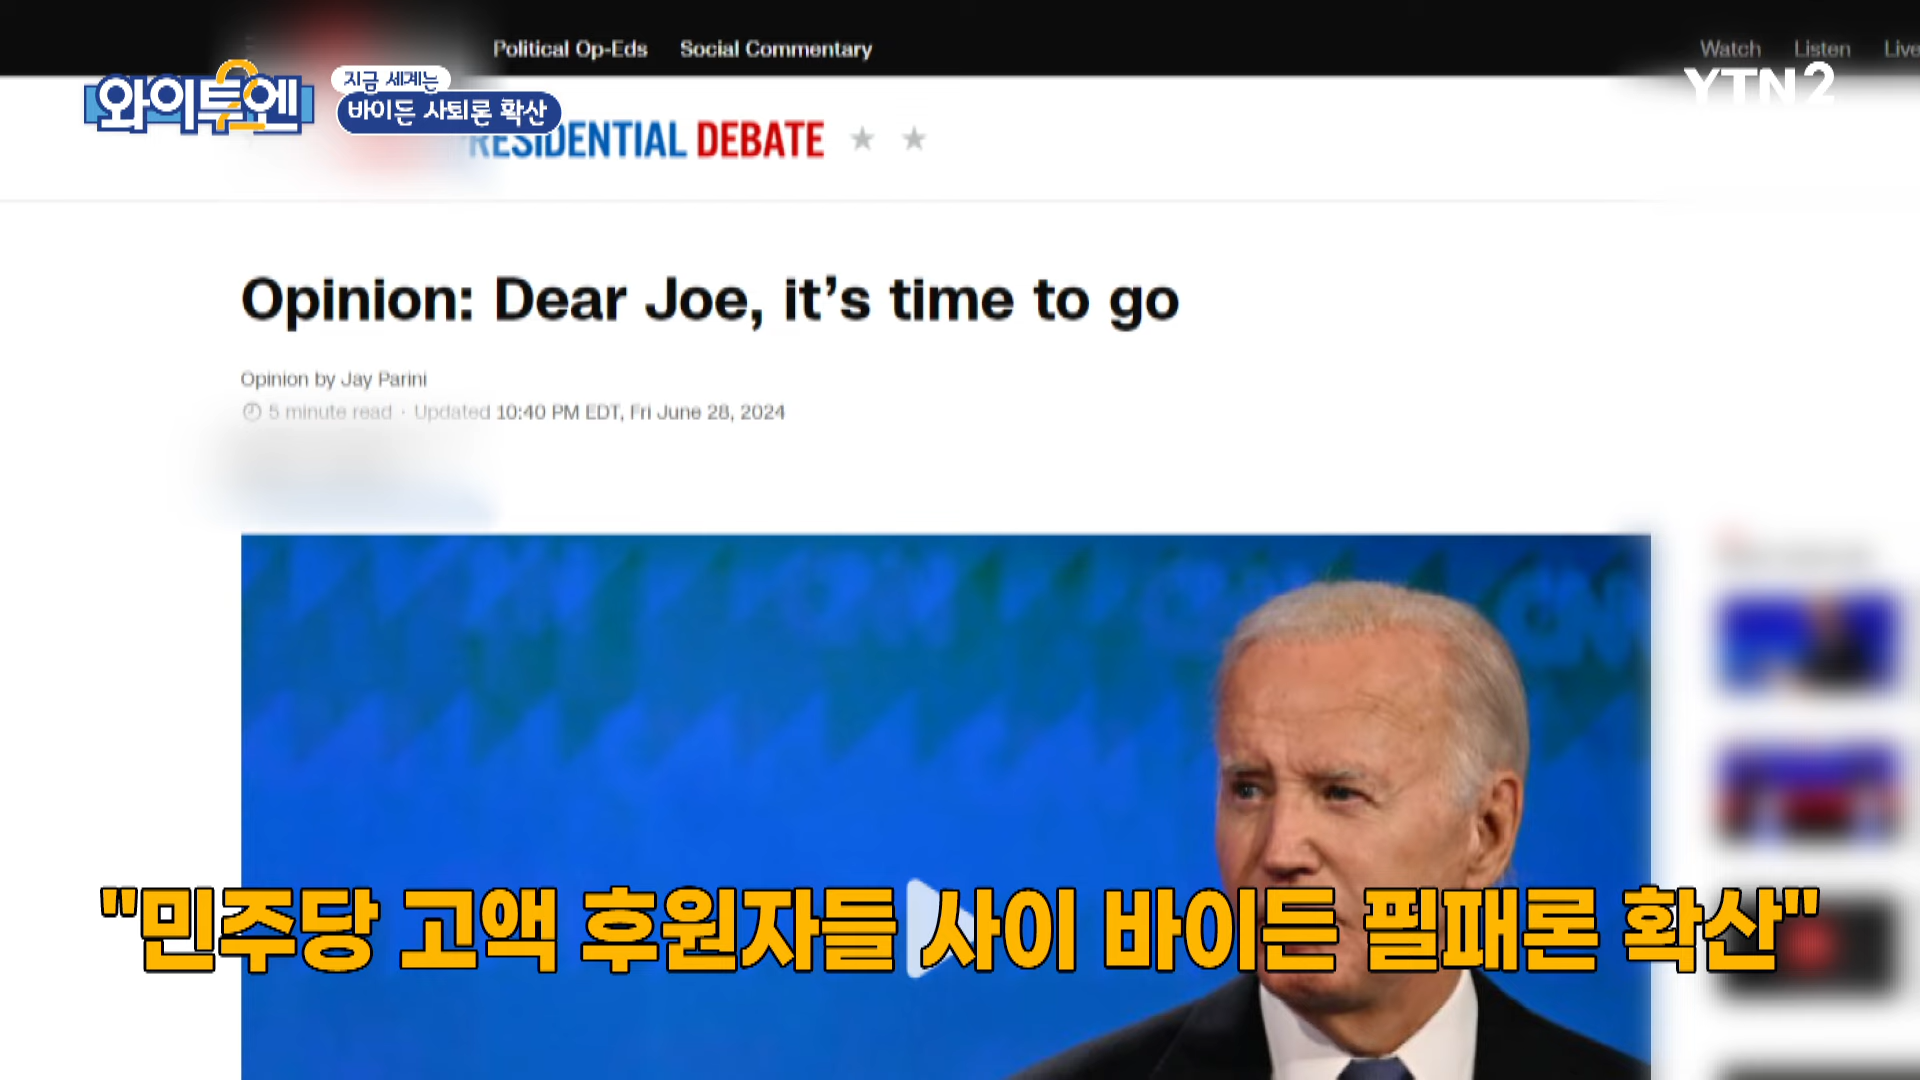 Political Op-Eds Social Commentary
Watch Listen Live
와이투엔
지금 세계는
바이든 사퇴론 확산
YTN2
PRESIDENTIAL DEBATE
Opinion: Dear Joe, it's time to go
Opinion by Jay Parini
5 minute read · Updated 10:40 PM EDT, Fri June 28, 2024
"민주당 고액 후원자들 사이 바이든 필패론 확산"